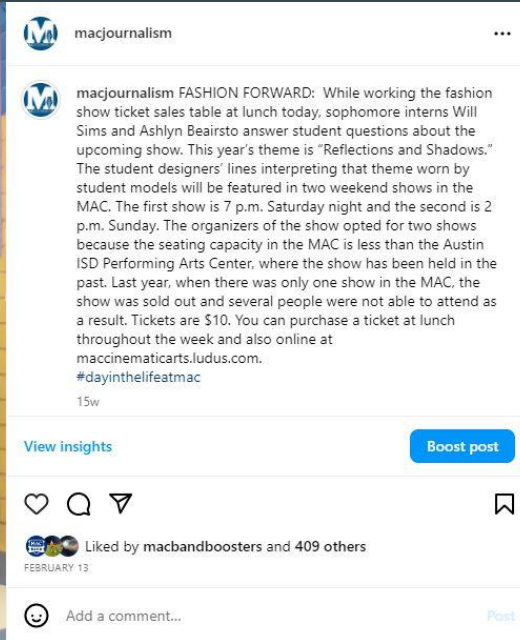 macjournalism
macjournalism FASHION FORWARD: While working the fashion
show ticket sales table at lunch today, sophomore interns Will
Sims and Ashlyn Beairsto answer student questions about the
upcoming show. This year's theme is “Reflections and Shadows.”
The student designers' lines interpreting that theme worn by
student models will be featured in two weekend shows in the
MAC. The first show is 7 p.m. Saturday night and the second is 2
p.m. Sunday. The organizers of the show opted for two shows
because the seating capacity in the MAC is less than the Austin
ISD Performing Arts Center, where the show has been held in the
past. Last year, when there was only one show in the MAC, the
show was sold out and several people were not able to attend as
a result. Tickets are $10. You can purchase a ticket at lunch
throughout the week and also online at
maccinematicarts.ludus.com.
#dayinthelifeatmac
15w
View insights
Boost post
Liked by macbandboosters and 409 others
FEBRUARY 13
Add a comment...
Post